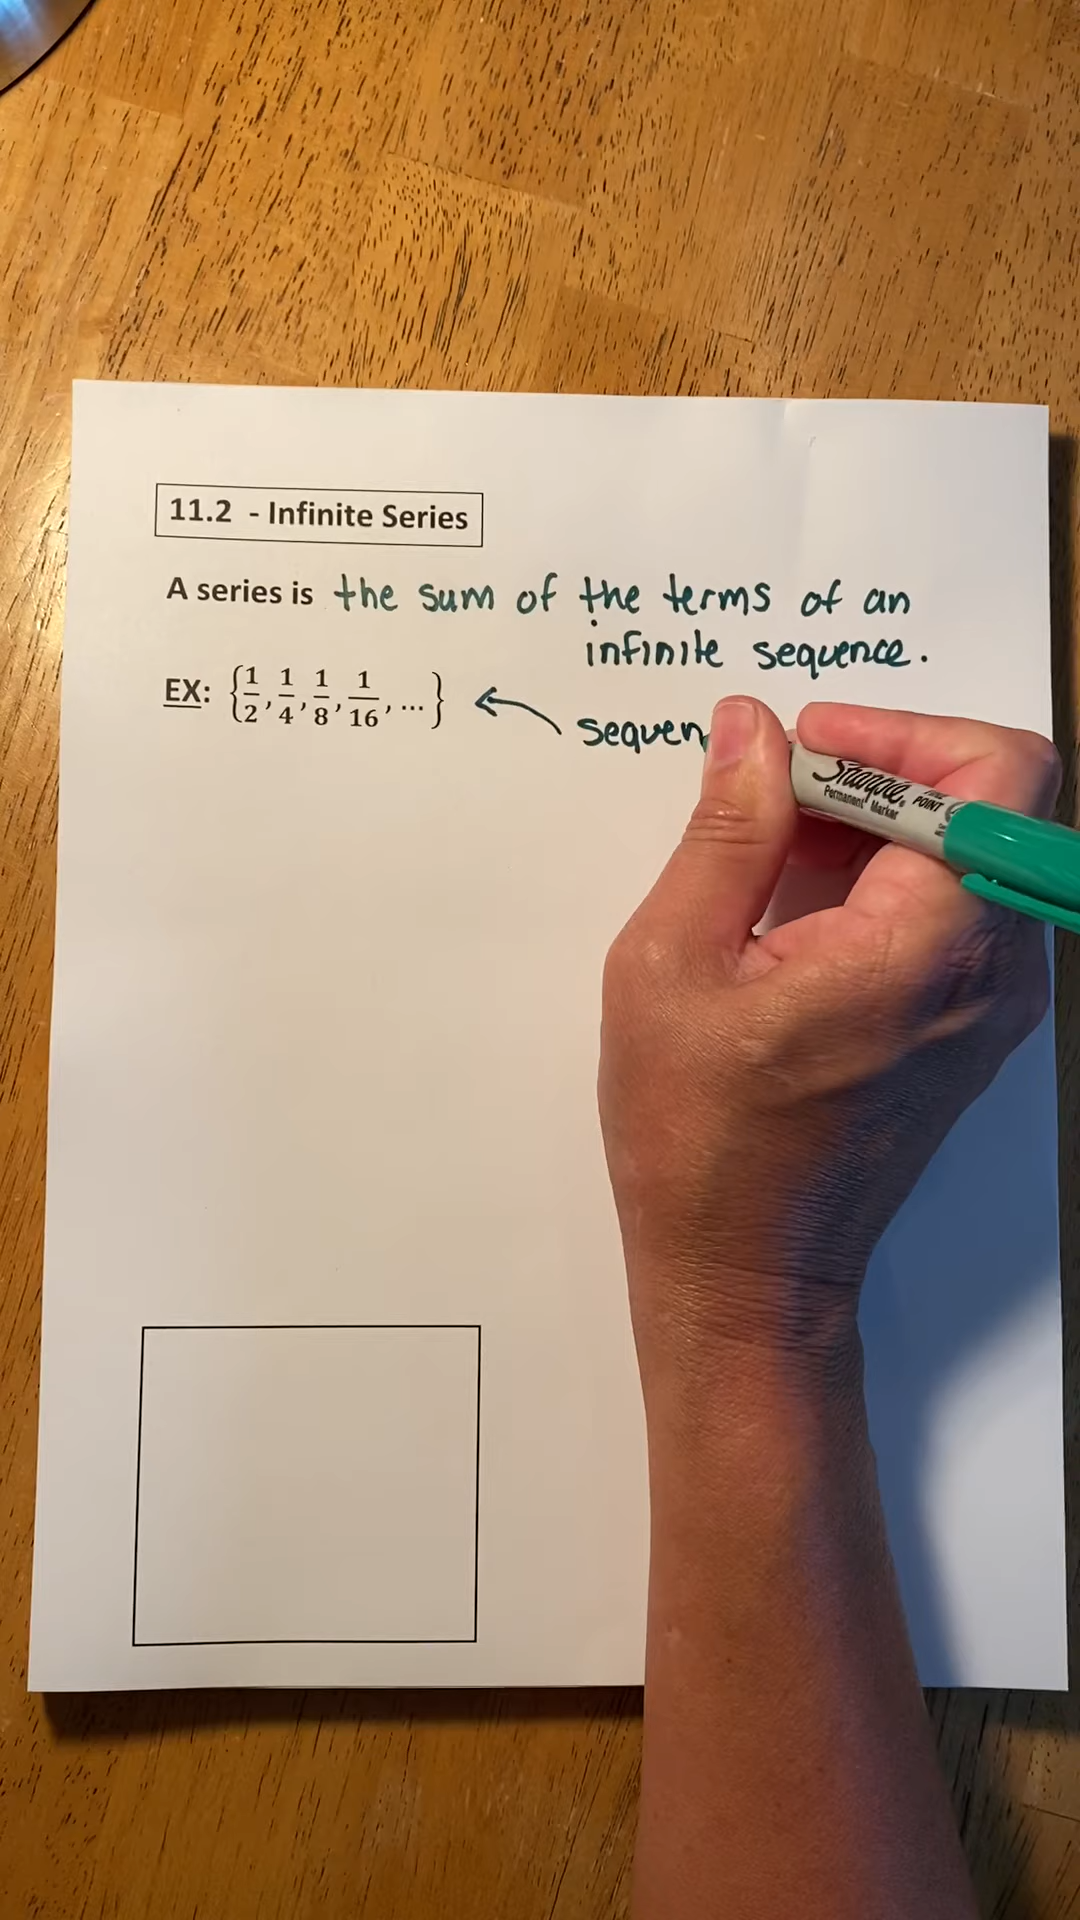 11.2 - Infinite Series
A series is the sum of the terms of an
infinite sequence.
EX: {1/2, 1/4, 1/8, 1/16, ...}
sequen
Sharpie
FINE POINT
Permanent Marker